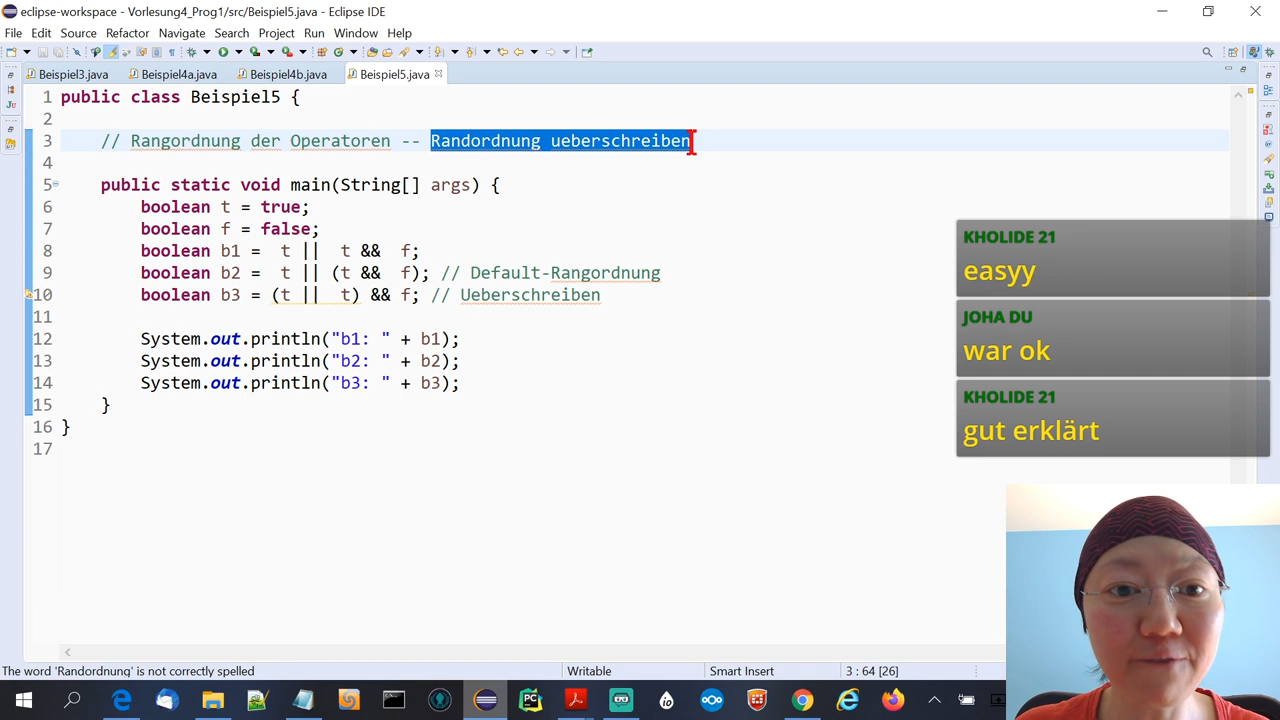 eclipse-workspace - Vorlesung4_Prog1/src/Beispiel5.java - Eclipse IDE
File Edit Source Refactor Navigate Search Project Run Window Help
Beispiel3.java Beispiel4a.java Beispiel4b.java Beispiel5.java
1 public class Beispiel5 {
2
3 // Rangordnung der Operatoren -- Randordnung ueberschreiben
4
5 public static void main(String[] args) {
6 boolean t = true;
7 boolean f = false;
8 boolean b1 = t || t && f;
9 boolean b2 = t || (t && f); // Default-Rangordnung
10 boolean b3 = (t || t) && f; // Ueberschreiben
11
12 System.out.println("b1: " + b1);
13 System.out.println("b2: " + b2);
14 System.out.println("b3: " + b3);
15 }
16 }
17
KHOLIDE 21
easyy
JOHA DU
war ok
KHOLIDE 21
gut erklärt
The word 'Randordnung' is not correctly spelled Writable Smart Insert 3 : 64 [26]